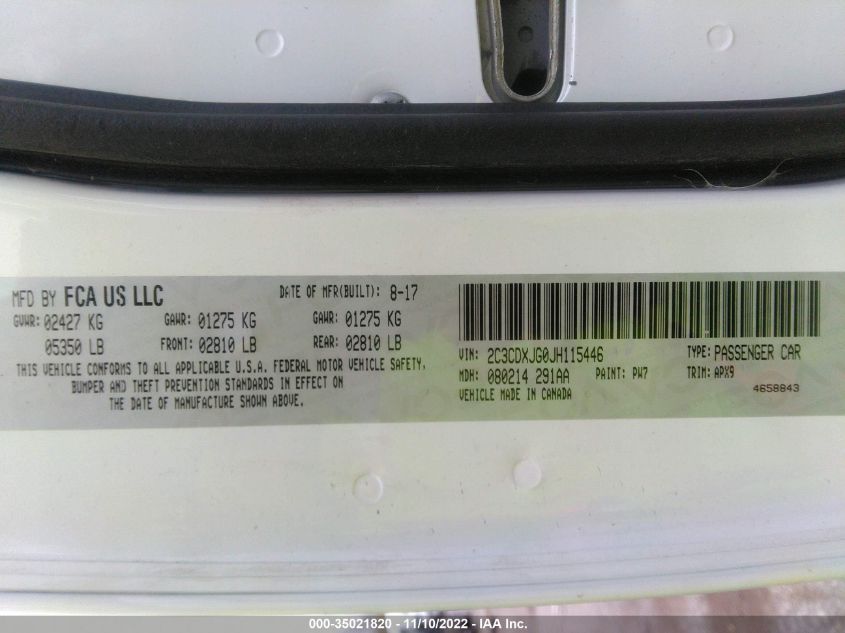 MFD BY FCA US LLC DATE OF MFR(BUILT): 8-17
GVWR: 02427 KG GAWR: 01275 KG GAWR: 01275 KG
05350 LB FRONT: 02810 LB REAR: 02810 LB
THIS VEHICLE CONFORMS TO ALL APPLICABLE U.S.A. FEDERAL MOTOR VEHICLE SAFETY,
BUMPER AND THEFT PREVENTION STANDARDS IN EFFECT ON
THE DATE OF MANUFACTURE SHOWN ABOVE.
VIN: 2C3CDXJG0JH115446 TYPE: PASSENGER CAR
MDH: 080214 291AA PAINT: PW7 TRIM: APX9
VEHICLE MADE IN CANADA 4658843
000-35021820 - 11/10/2022 - IAA Inc.